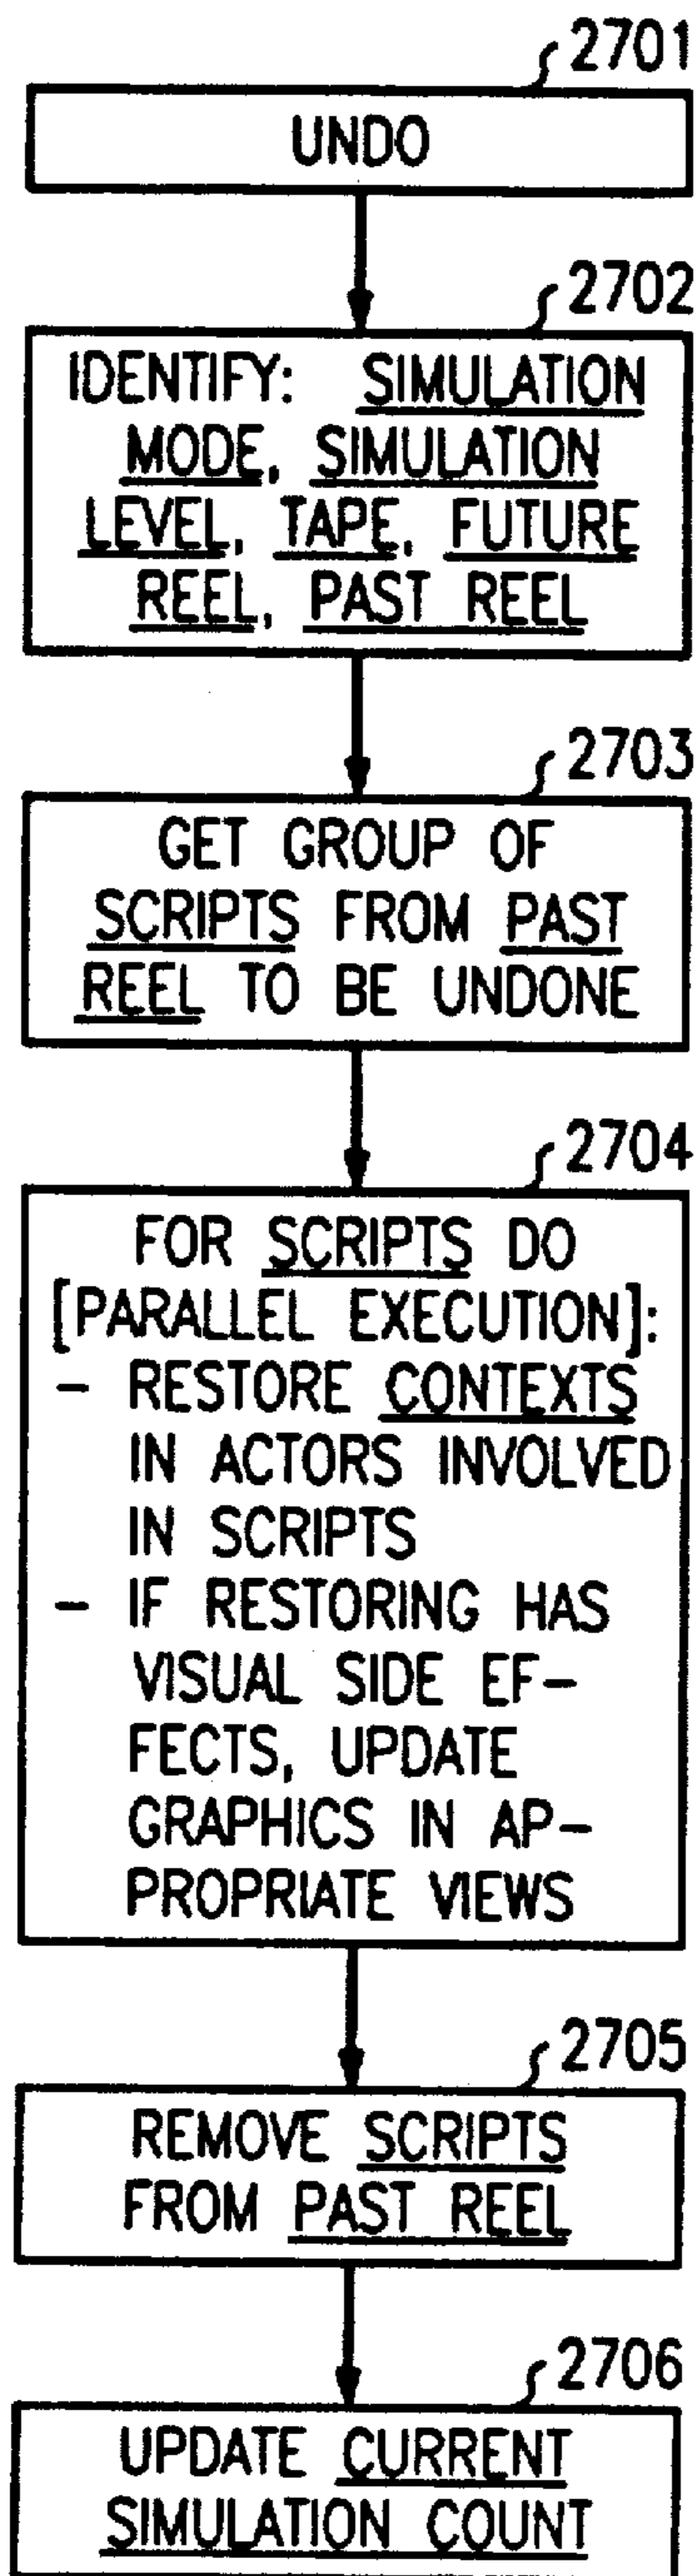 2701
UNDO
2702
IDENTIFY: SIMULATION
MODE, SIMULATION
LEVEL, TAPE, FUTURE
REEL, PAST REEL
2703
GET GROUP OF
SCRIPTS FROM PAST
REEL TO BE UNDONE
2704
FOR SCRIPTS DO
[PARALLEL EXECUTION]:
- RESTORE CONTEXTS
IN ACTORS INVOLVED
IN SCRIPTS
- IF RESTORING HAS
VISUAL SIDE EF-
FECTS, UPDATE
GRAPHICS IN AP-
PROPRIATE VIEWS
2705
REMOVE SCRIPTS
FROM PAST REEL
2706
UPDATE CURRENT
SIMULATION COUNT